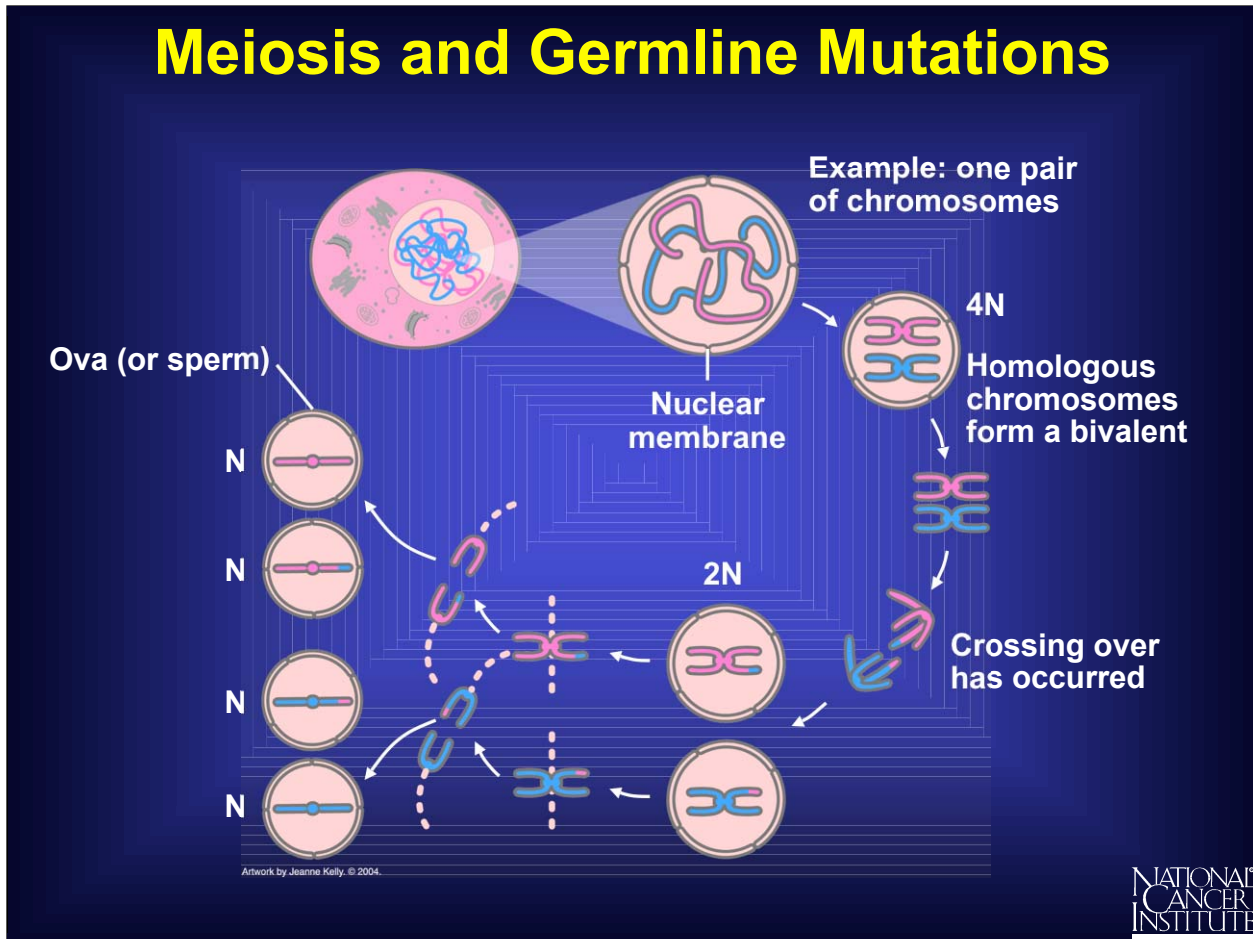 Meiosis and Germline Mutations
Example: one pair
of chromosomes
4N
Homologous
chromosomes
form a bivalent
Nuclear
membrane
Ova (or sperm)
N
N
N
N
2N
Crossing over
has occurred
Artwork by Jeanne Kelly. © 2004.
NATIONAL
CANCER
INSTITUTE